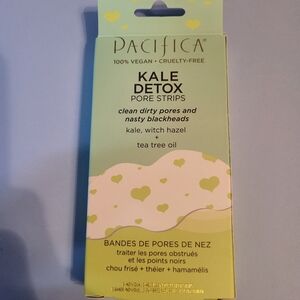 PACIFICA®
100% VEGAN • CRUELTY-FREE
KALE
DETOX
PORE STRIPS
clean dirty pores and
nasty blackheads
kale, witch hazel
+
tea tree oil
BANDES DE PORES DE NEZ
traiter les pores obstrués
et les points noirs
chou frisé + théier + hamamélis